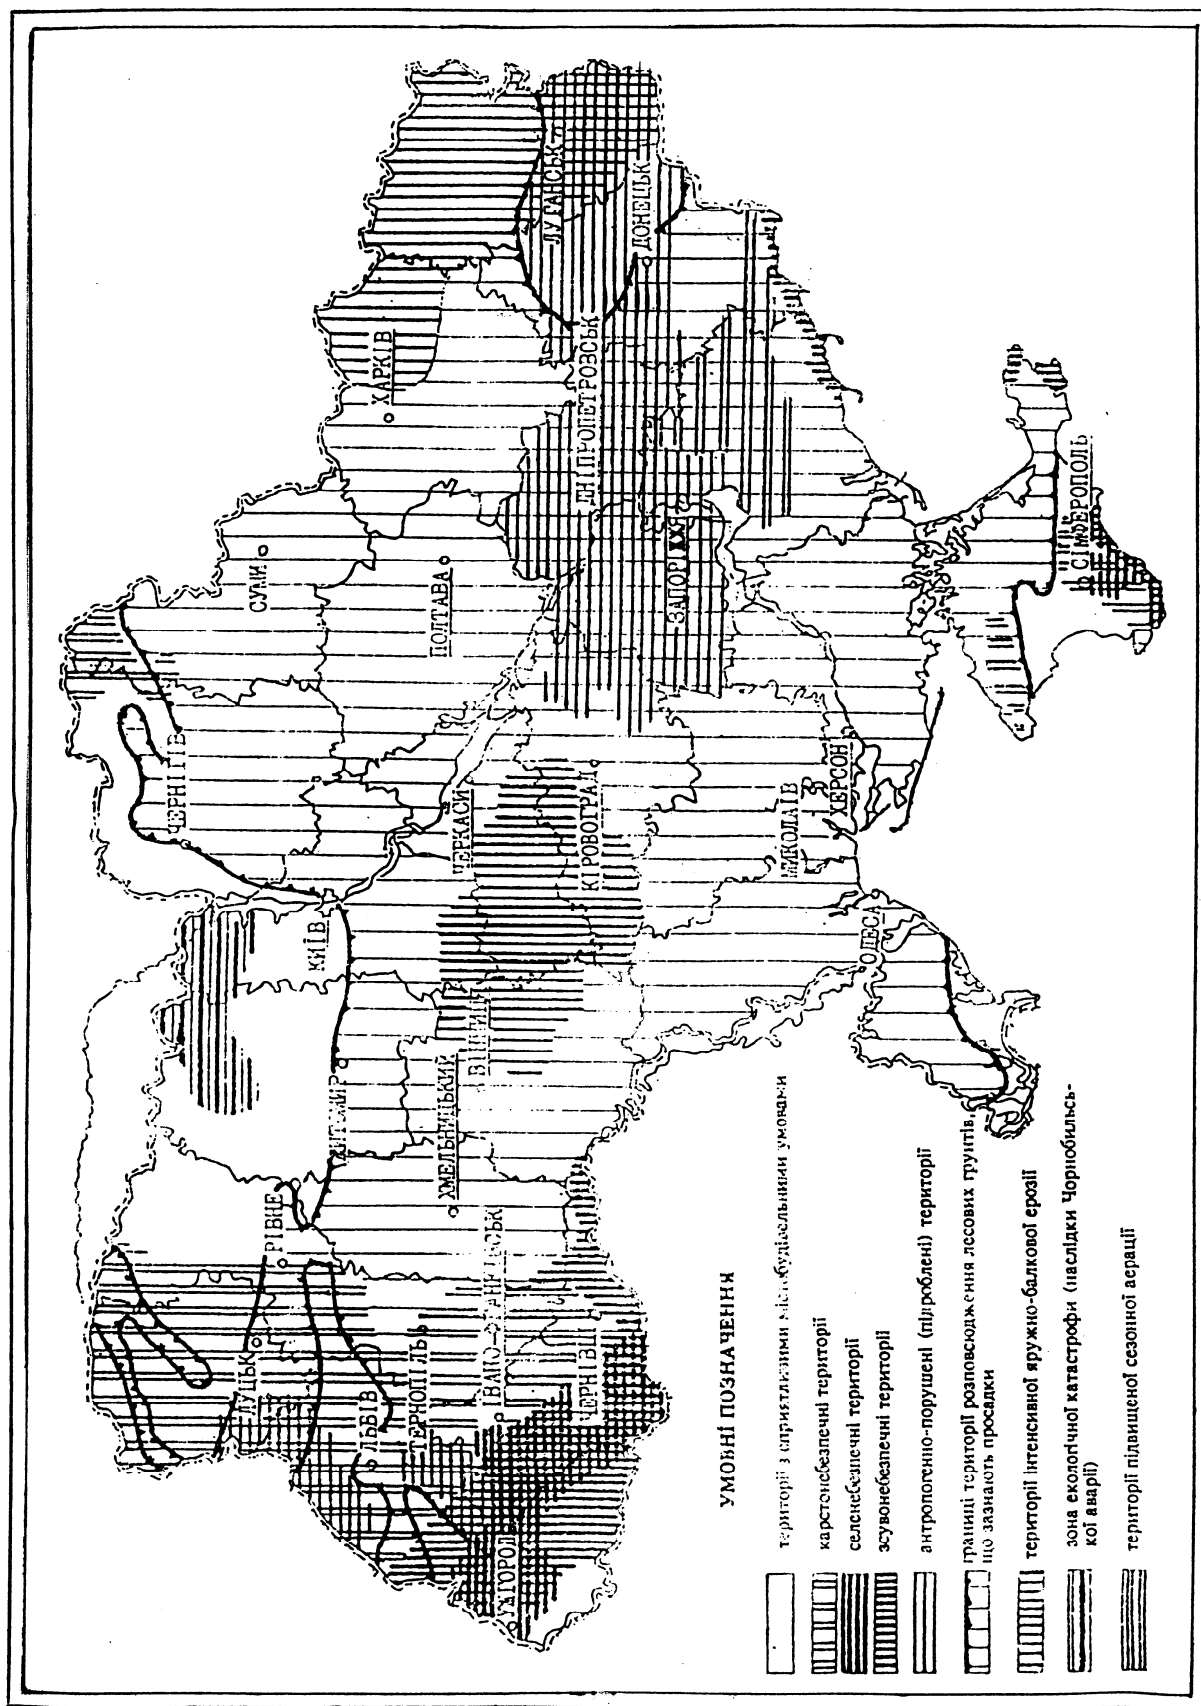 ЧЕРНІГІВ
СУМИ
КИЇВ
ПОЛТАВА
ХАРКІВ
ЛУГАНСЬК
РІВНЕ
ЖИТОМИР
ЛУЦЬК
ЛЬВІВ
ТЕРНОПІЛЬ
ХМЕЛЬНИЦЬКИЙ
ЧЕРКАСИ
ІВАНО-ФРАНКІВСЬК
УЖГОРОД
ЧЕРНІВЦІ
КІРОВОГРАД
ДНІПРОПЕТРОВСЬК
ДОНЕЦЬК
ЗАПОРІЖЖЯ
МИКОЛАЇВ
ХЕРСОН
ОДЕСА
СІМФЕРОПОЛЬ
УМОВНІ ПОЗНАЧЕННЯ
території з сприятливими містобудівельними умовами
карстонебезпечні території
селенебезпечні території
зсувонебезпечні території
антропогенно-порушені (підроблені) території
границі території розповсюдження лесових ґрунтів,
що зазнають просадки
території інтенсивної яружно-балкової ерозії
зона екологічної катастрофи (наслідки Чорнобильсь-
кої аварії)
території підвищеної сезонної аерації